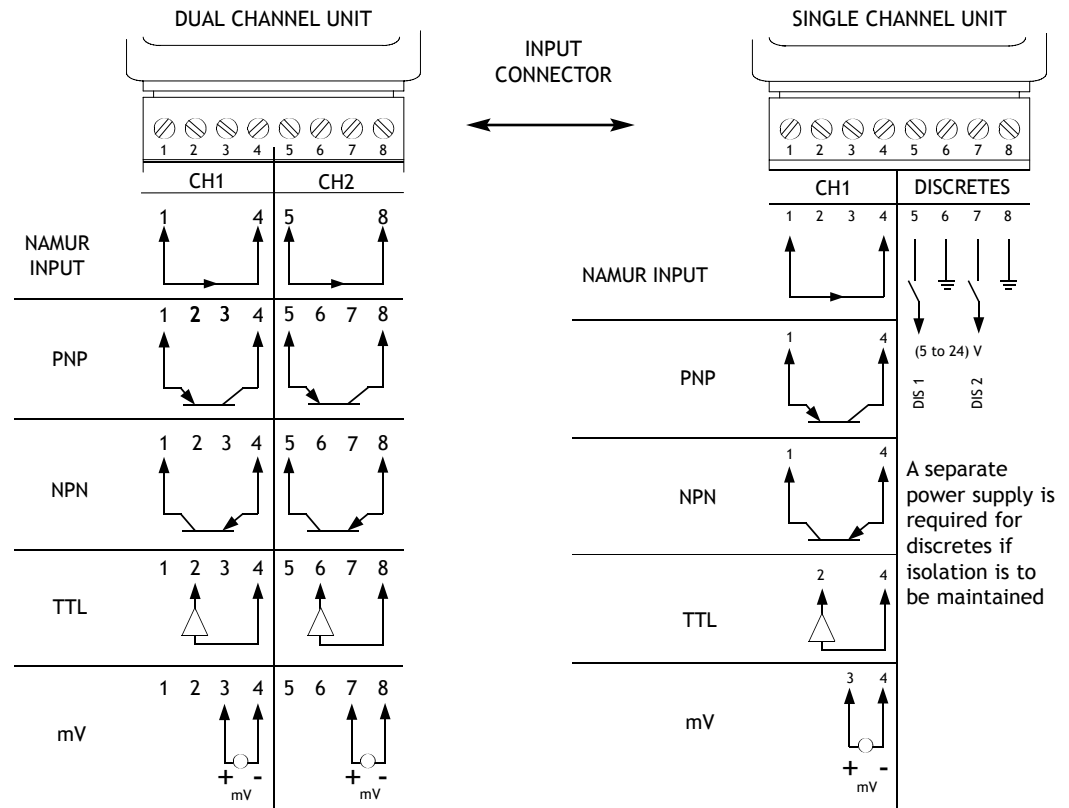 DUAL CHANNEL UNIT
INPUT
CONNECTOR
SINGLE CHANNEL UNIT
1 2 3 4 5 6 7 8
CH1 CH2
NAMUR
INPUT
1 4 5 8
PNP
1 2 3 4 5 6 7 8
NPN
1 2 3 4 5 6 7 8
TTL
1 2 3 4 5 6 7 8
mV
1 2 3 4 5 6 7 8
+ - + -
mV mV
1 2 3 4 5 6 7 8
CH1 DISCRETES
1 2 3 4 5 6 7 8
NAMUR INPUT
(5 to 24) V
DIS 1 DIS 2
PNP
1 4
NPN
1 4
A separate
power supply is
required for
discretes if
isolation is to
be maintained
TTL
2 4
mV
3 4
+ -
mV